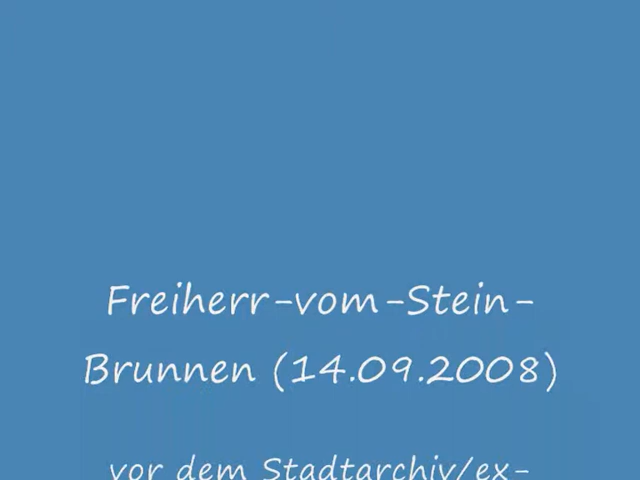 Freiherr-vom-Stein-
Brunnen (14.09.2008)
vor dem Stadtarchiv/ex-